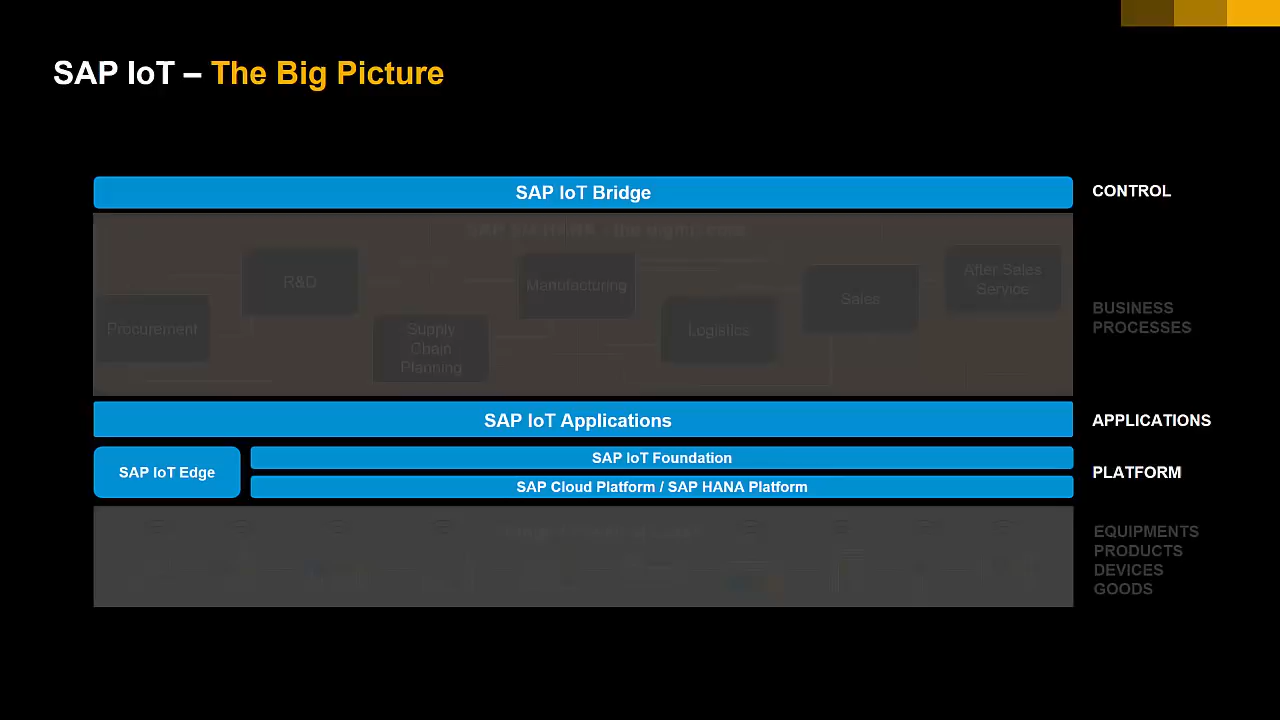 SAP IoT – The Big Picture
SAP IoT Bridge
CONTROL
R&D
Manufacturing
After Sales
Service
Sales
Procurement
Supply
Chain
Planning
Logistics
BUSINESS
PROCESSES
SAP IoT Applications
APPLICATIONS
SAP IoT Edge
SAP IoT Foundation
SAP Cloud Platform / SAP HANA Platform
PLATFORM
EQUIPMENTS
PRODUCTS
DEVICES
GOODS